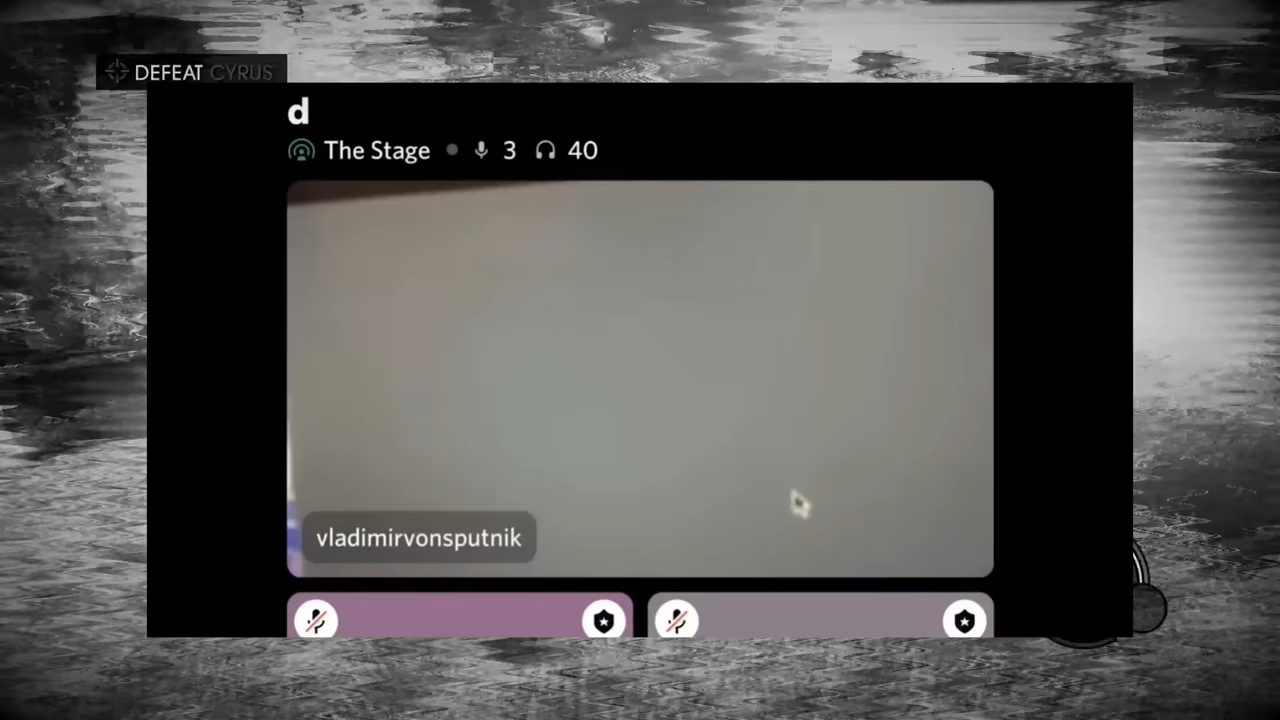 DEFEAT CYRUS
d
The Stage • 3 40
vladimirvonsputnik